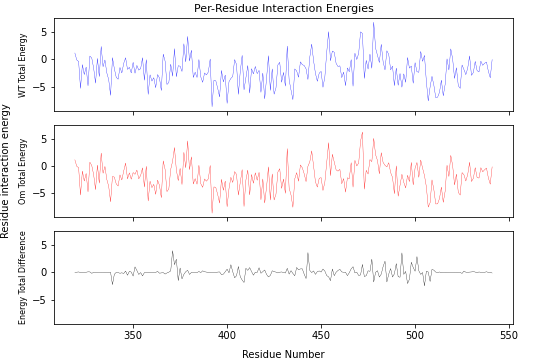 Per-Residue Interaction Energies
Residue interaction energy
WT Total Energy
5
0
−5
Om Total Energy
5
0
−5
Energy Total Difference
5
0
−5
350 400 450 500 550
Residue Number